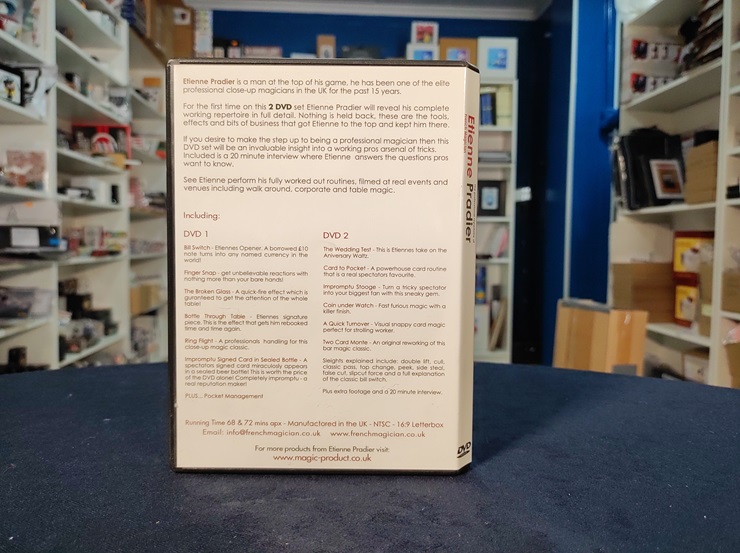 Etienne Pradier is a man at the top of his game, he has been one of the elite
professional close-up magicians in the UK for the past 15 years.
For the first time on this 2 DVD set Etienne Pradier will reveal his complete
working repertoire in full detail. Nothing is held back, these are the tools,
effects and bits of business that got Etienne to the top and kept him there.
If you desire to make the step up to being a professional magician then this
DVD set will be an invaluable insight into a working pros arsenal of tricks.
Included is a 20 minute interview where Etienne answers the questions pros
want to know.
See Etienne perform his fully worked out routines, filmed at real events and
venues including walk around, corporate and table magic.
Including:
DVD 1
Bill Switch - Etiennes Opener. A borrowed £10
note turns into any named currency in the
world!
Finger Snap - get unbelievable reactions with
nothing more than your bare hands!
The Broken Glass - A quick-fire effect which is
guranteed to get the attention of the whole
table!
Bottle Through Table - Etiennes signature
piece. This is the effect that gets him rebooked
time and time again.
Ring Flight - A professionals handling for this
close-up magic classic.
Impromptu Signed Card in Sealed Bottle - A
spectators signed card miraculously appears
in a sealed beer bottle! This is worth the price
of the DVD alone! Completely impromptu - a
real reputation maker!
PLUS... Pocket Management
DVD 2
The Wedding Test - This is Etiennes take on the
Aniversary Waltz.
Card to Pocket - A powerhouse card routine
that is a real spectators favourite.
Impromptu Stooge - Turn a tricky spectator
into your biggest fan with this sneaky gem.
Coin under Watch - Fast furious magic with a
killer finish.
A Quick Turnover - Visual snappy card magic
perfect for strolling worker.
Two Card Monte - An original reworking of this
bar magic classic.
Sleights explained include: double lift, cull,
classic pass, top change, peek, side steal,
false cut, slipcut force and a full explanation
of the classic bill switch.
Plus extra footage and a 20 minute interview.
Running Time 68 & 72 mins apx - Manufactored in the UK - NTSC - 16:9 Letterbox
Email: info@frenchmagician.co.uk www.frenchmagician.co.uk
For more products from Etienne Pradier visit
www.magic-product.co.uk
Etienne Pradier
DVD